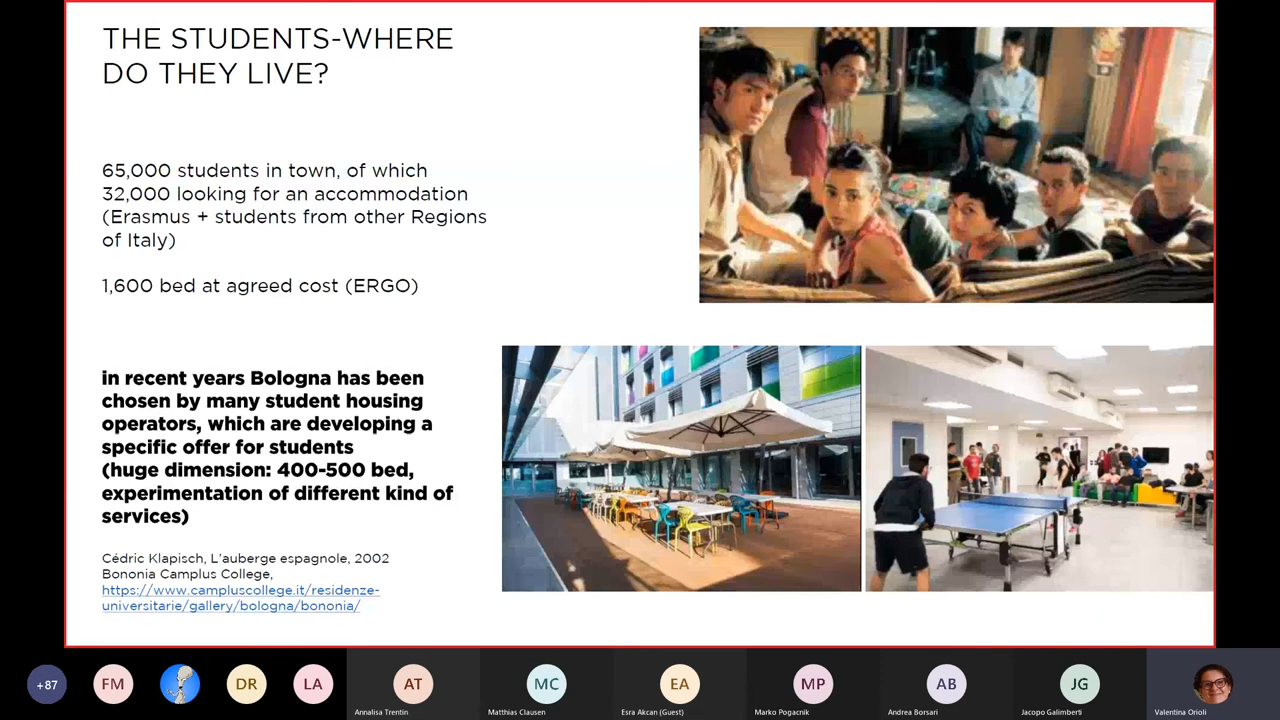 THE STUDENTS-WHERE
DO THEY LIVE?
65,000 students in town, of which
32,000 looking for an accommodation
(Erasmus + students from other Regions
of Italy)
1,600 bed at agreed cost (ERGO)
in recent years Bologna has been
chosen by many student housing
operators, which are developing a
specific offer for students
(huge dimension: 400-500 bed,
experimentation of different kind of
services)
Cédric Klapisch, L'auberge espagnole, 2002
Bononia Camplus College,
https://www.campluscollege.it/residenze-
universitarie/gallery/bologna/bononia/
+87
FM
DR
LA
AT
MC
EA
MP
AB
JG
Annalisa Trentin
Matthias Clausen
Esra Akcan (Guest)
Marko Pogacnik
Andrea Borsari
Jacopo Galimberti
Valentina Orioli